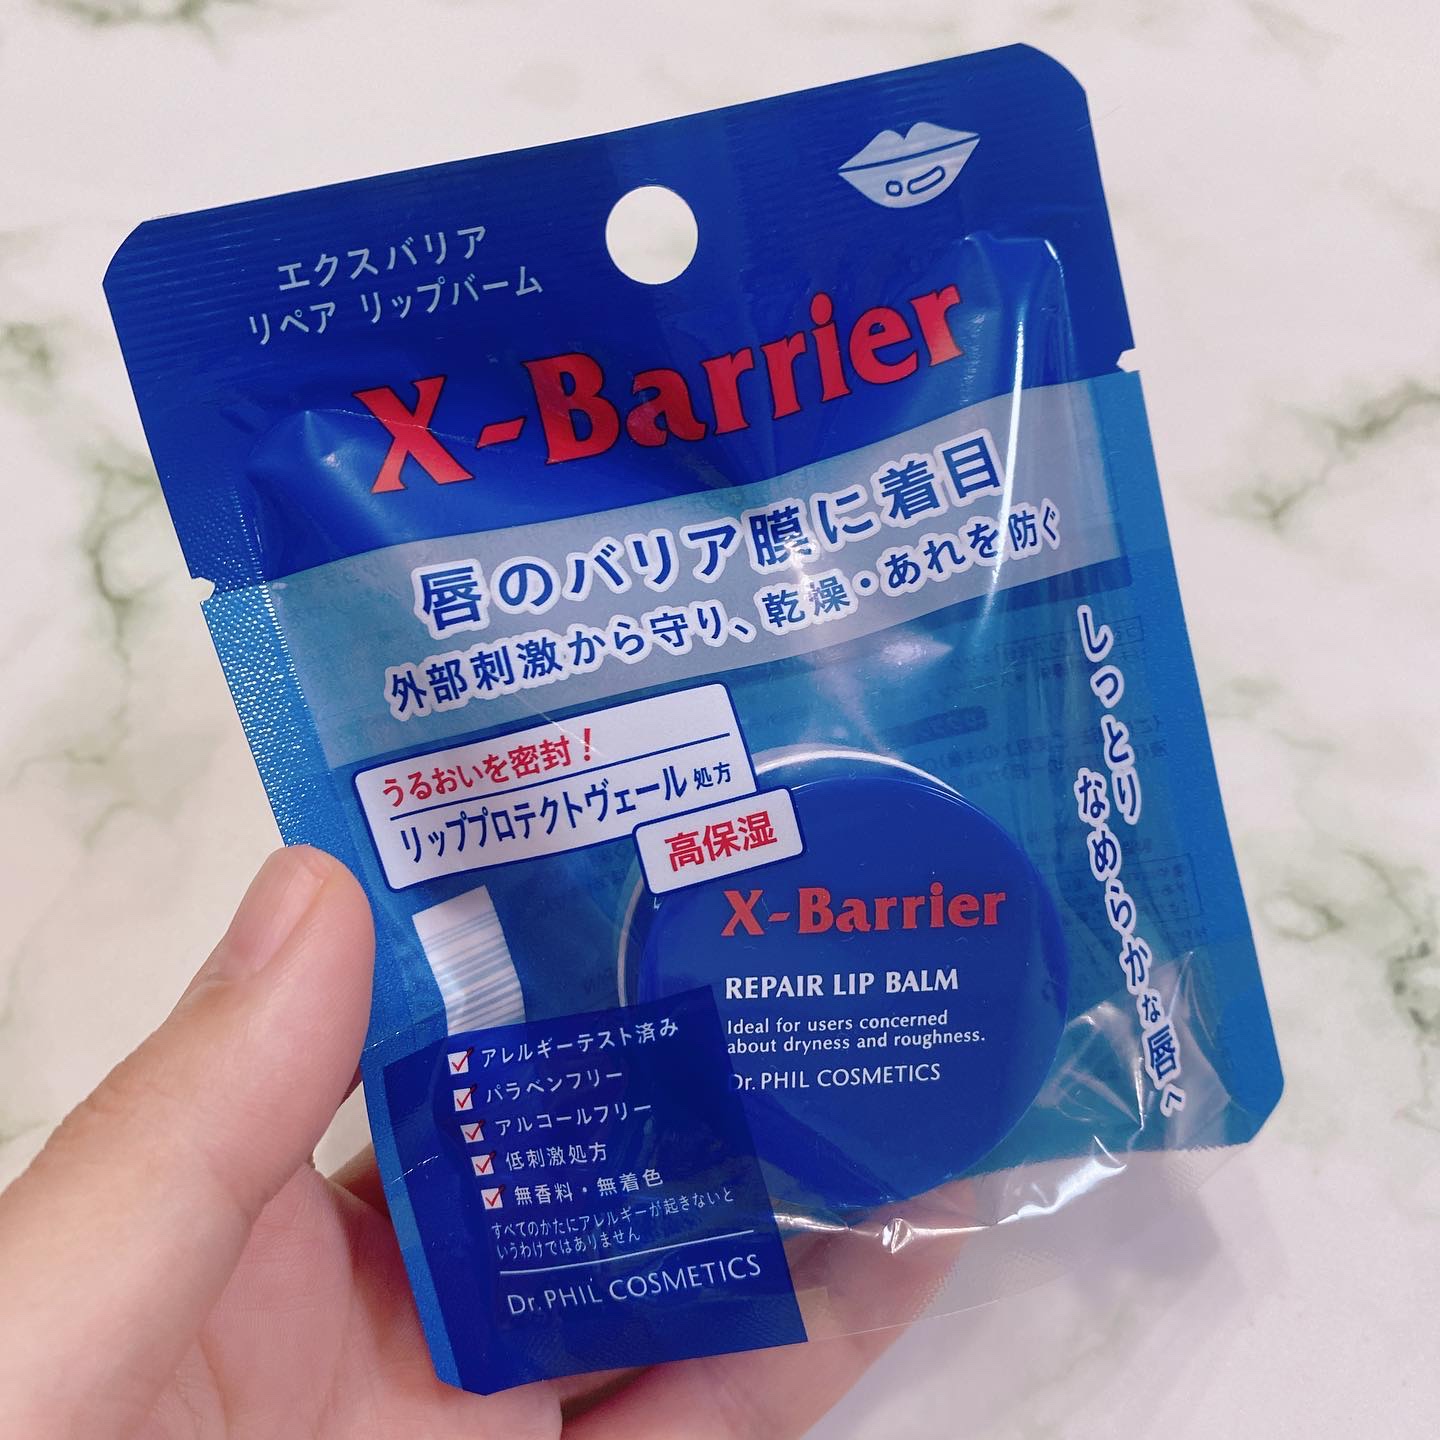 エクスバリア
リペア リップバーム
X-Barrier
唇のバリア膜に着目
外部刺激から守り、乾燥・あれを防ぐ
しっとり
なめらかな唇へ
うるおいを密封！
リッププロテクトヴェール処方
高保湿
X-Barrier
REPAIR LIP BALM
Ideal for users concerned
about dryness and roughness.
Dr.PHIL COSMETICS
アレルギーテスト済み
パラベンフリー
アルコールフリー
低刺激処方
無香料・無着色
すべてのかたにアレルギーが起きないと
いうわけではありません
Dr.PHIL COSMETICS